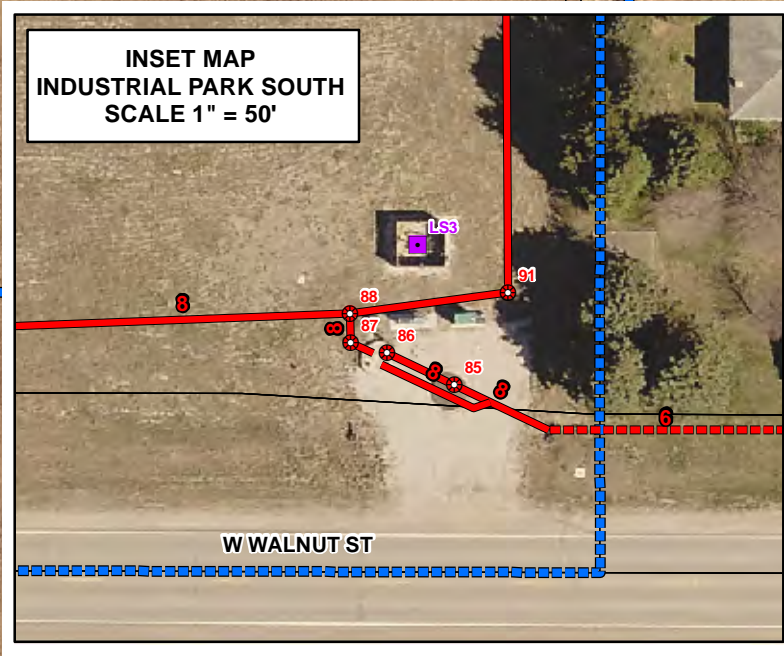 INSET MAP
INDUSTRIAL PARK SOUTH
SCALE 1" = 50'
LS3
91
88
8
8
87
86
8
85
8
6
W WALNUT ST